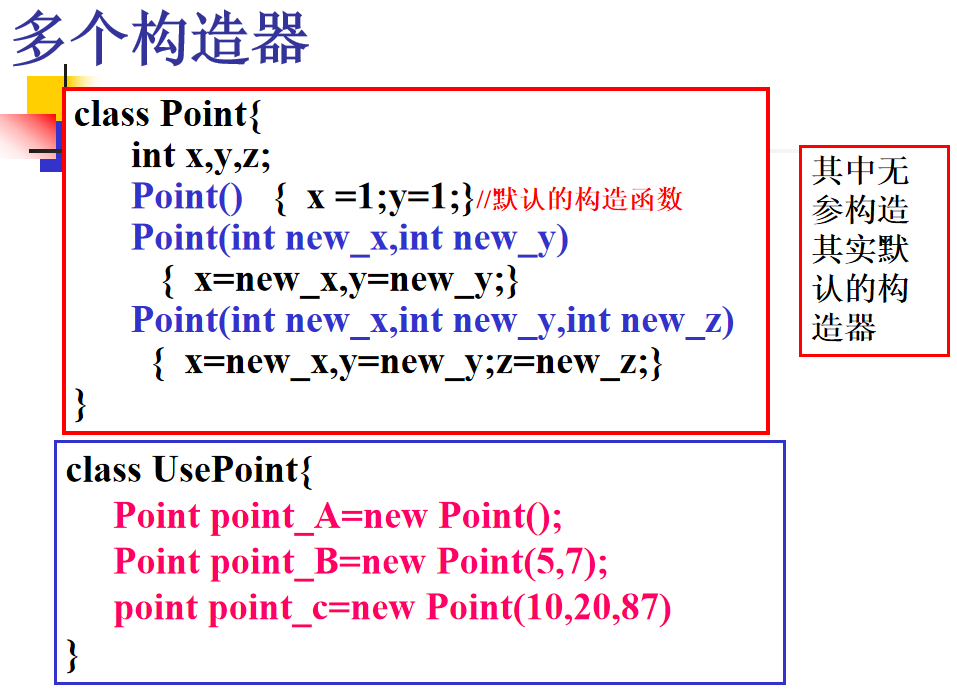 多个构造器
class Point{
int x,y,z;
Point() { x =1;y=1;}//默认的构造函数
Point(int new_x,int new_y)
{ x=new_x,y=new_y;}
Point(int new_x,int new_y,int new_z)
{ x=new_x,y=new_y;z=new_z;}
}
其中无
参构造
其实默
认的构
造器
class UsePoint{
Point point_A=new Point();
Point point_B=new Point(5,7);
point point_c=new Point(10,20,87)
}